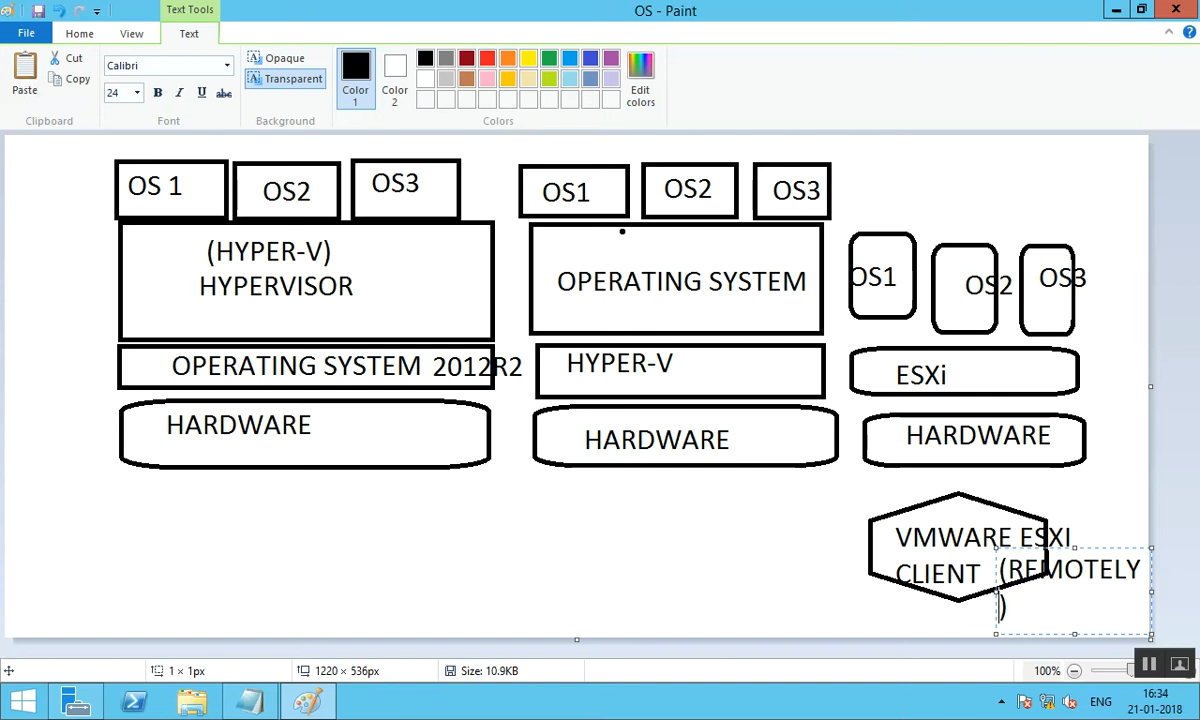 OS - Paint
Text Tools
File
Home
View
Text
Paste
Cut
Copy
Clipboard
Calibri
24
B
I
U
abc
Font
Opaque
Transparent
Background
Color 1
Color 2
Edit colors
Colors
OS 1
OS2
OS3
(HYPER-V)
HYPERVISOR
OPERATING SYSTEM 2012R2
HARDWARE
OS1
OS2
OS3
OPERATING SYSTEM
HYPER-V
HARDWARE
OS1
OS2
OS3
ESXi
HARDWARE
VMWARE ESXI
CLIENT
(REMOTELY
)
1 × 1px
1220 × 536px
Size: 10.9KB
100%
ENG
16:34
21-01-2018